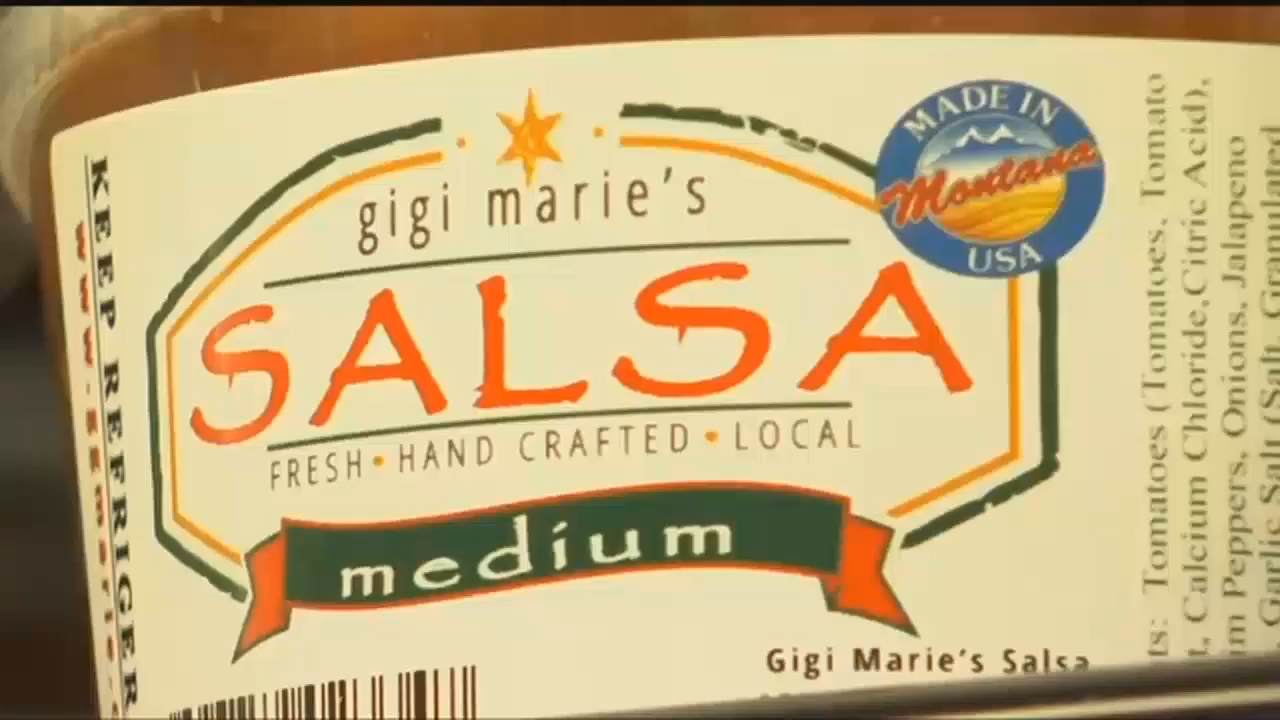 gigi marie's
SALSA
FRESH • HAND CRAFTED • LOCAL
medium
MADE IN
Montana
USA
Gigi Marie's Salsa
KEEP REFRIGER
ts: Tomatoes (Tomatoes, Tomato
t, Calcium Chloride, Citric Acid),
m Peppers, Onions, Jalapeno
Garlic Salt (Salt, Granulated